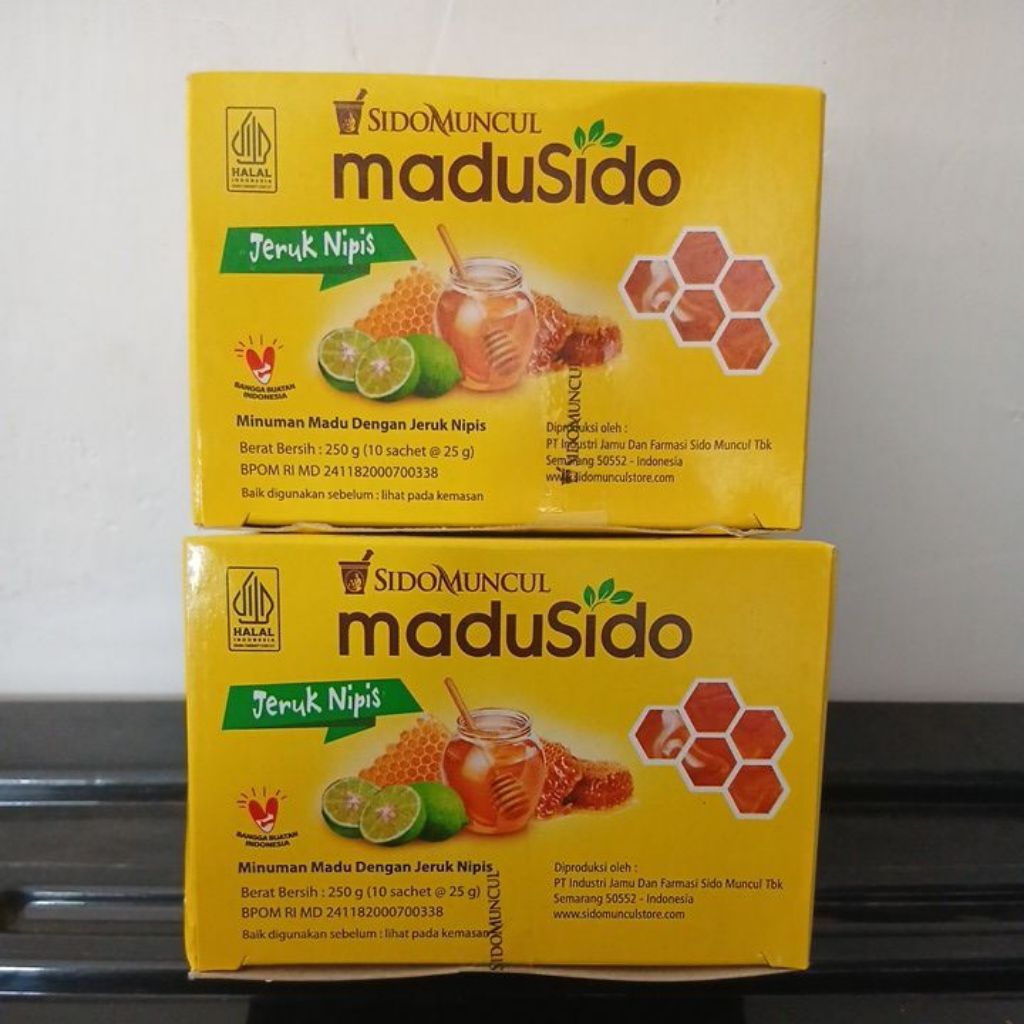 SIDOMUNCUL
maduSido
HALAL
INDONESIA
Jeruk Nipis
BANGGA BUATAN
INDONESIA
Minuman Madu Dengan Jeruk Nipis
Berat Bersih : 250 g (10 sachet @ 25 g)
BPOM RI MD 241182000700338
Baik digunakan sebelum : lihat pada kemasan
Diproduksi oleh :
PT Industri Jamu Dan Farmasi Sido Muncul Tbk
Semarang 50552 - Indonesia
www.sidomunculstore.com
SIDOMUNCUL
SIDOMUNCUL
maduSido
HALAL
INDONESIA
Jeruk Nipis
BANGGA BUATAN
INDONESIA
Minuman Madu Dengan Jeruk Nipis
Berat Bersih : 250 g (10 sachet @ 25 g)
BPOM RI MD 241182000700338
Baik digunakan sebelum : lihat pada kemasan
Diproduksi oleh :
PT Industri Jamu Dan Farmasi Sido Muncul Tbk
Semarang 50552 - Indonesia
www.sidomunculstore.com
SIDOMUNCUL